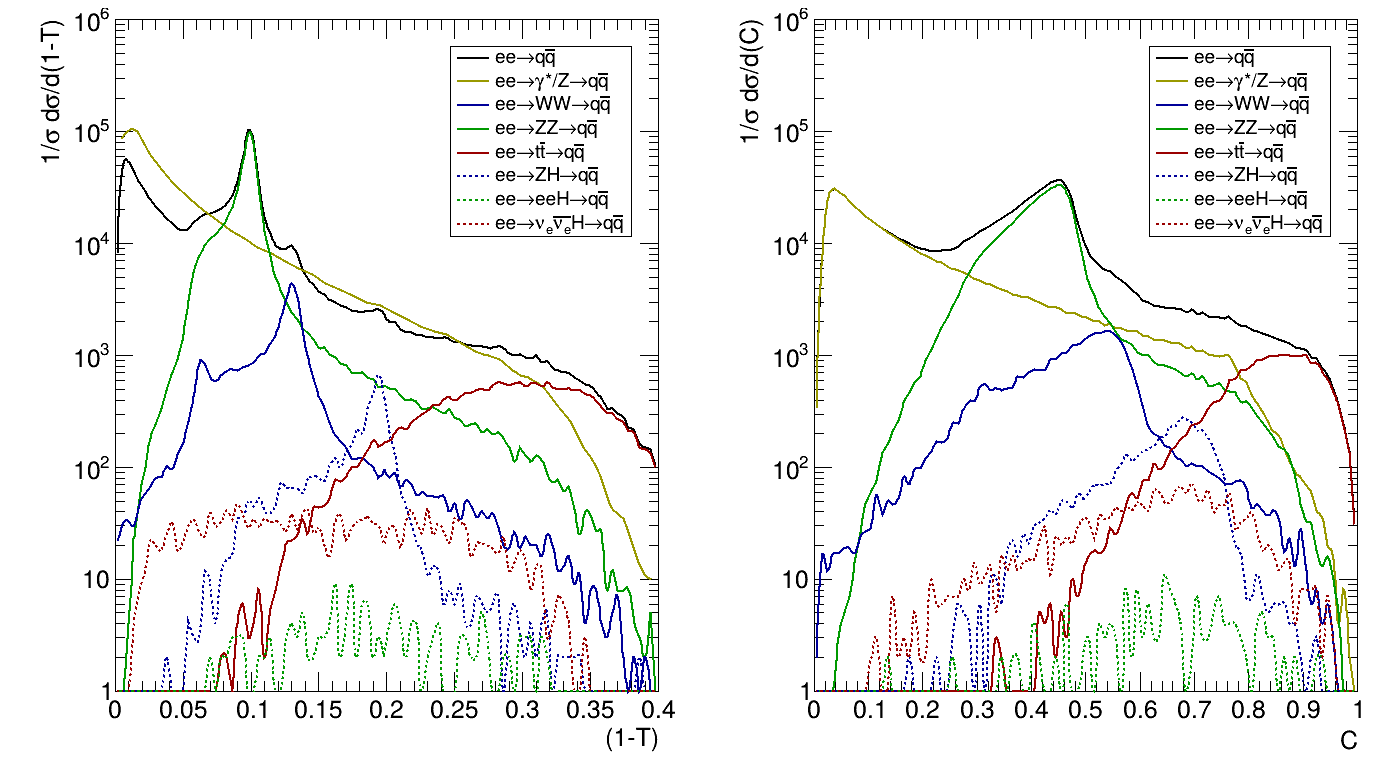 1/σ dσ/d(1-T)
10⁶
10⁵
10⁴
10³
10²
10
1
ee→qq̅
ee→γ*/Z→qq̅
ee→WW→qq̅
ee→ZZ→qq̅
ee→tt̅→qq̅
ee→ZH→qq̅
ee→eeH→qq̅
ee→νₑν̅ₑH→qq̅
0 0.05 0.1 0.15 0.2 0.25 0.3 0.35 0.4
(1-T)
1/σ dσ/d(C)
10⁶
10⁵
10⁴
10³
10²
10
1
ee→qq̅
ee→γ*/Z→qq̅
ee→WW→qq̅
ee→ZZ→qq̅
ee→tt̅→qq̅
ee→ZH→qq̅
ee→eeH→qq̅
ee→νₑν̅ₑH→qq̅
0 0.1 0.2 0.3 0.4 0.5 0.6 0.7 0.8 0.9 1
C